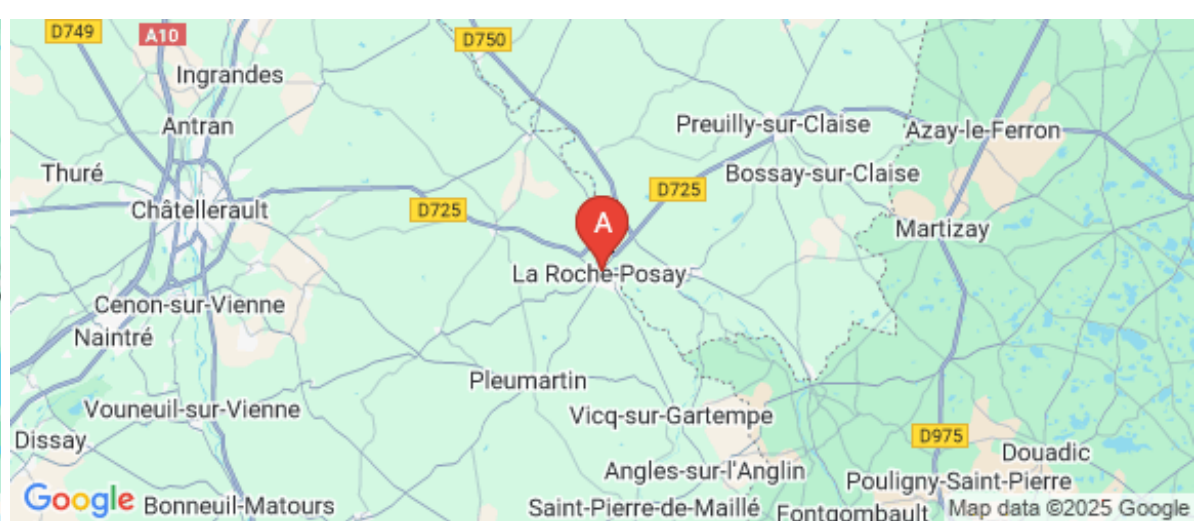 D749
A10
D750
Ingrandes
Antran
Preuilly-sur-Claise
Azay-le-Ferron
Thuré
Bossay-sur-Claise
D725
Châtellerault
D725
A
Martizay
La Roche-Posay
Cenon-sur-Vienne
Naintré
Pleumartin
Vouneuil-sur-Vienne
Vicq-sur-Gartempe
Dissay
D975
Douadic
Angles-sur-l'Anglin
Pouligny-Saint-Pierre
Google
Bonneuil-Matours
Saint-Pierre-de-Maillé
Fontgombault
Map data ©2025 Google